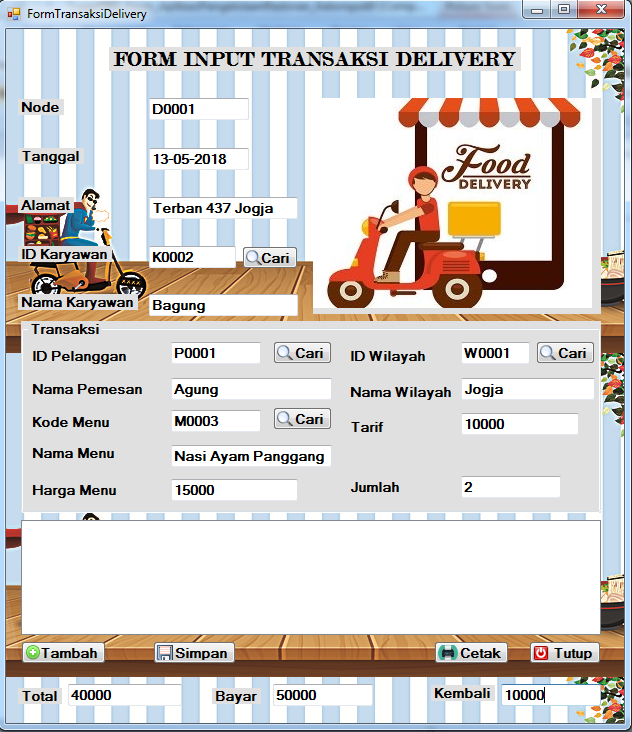 FormTransaksiDelivery
FORM INPUT TRANSAKSI DELIVERY
Node D0001
Tanggal 13-05-2018
Alamat Terban 437 Jogja
ID Karyawan K0002 Cari
Nama Karyawan Bagung
Food
DELIVERY
Transaksi
ID Pelanggan P0001 Cari ID Wilayah W0001 Cari
Nama Pemesan Agung Nama Wilayah Jogja
Kode Menu M0003 Cari Tarif 10000
Nama Menu Nasi Ayam Panggang
Harga Menu 15000 Jumlah 2
Tambah Simpan Cetak Tutup
Total 40000 Bayar 50000 Kembali 10000